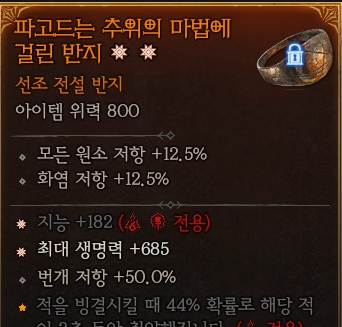 파고드는 추위의 마법에
걸린 반지
선조 전설 반지
아이템 위력 800
모든 원소 저항 +12.5%
화염 저항 +12.5%
지능 +182 ( 전용)
최대 생명력 +685
번개 저항 +50.0%
적을 빙결시킬 때 44% 확률로 해당 적